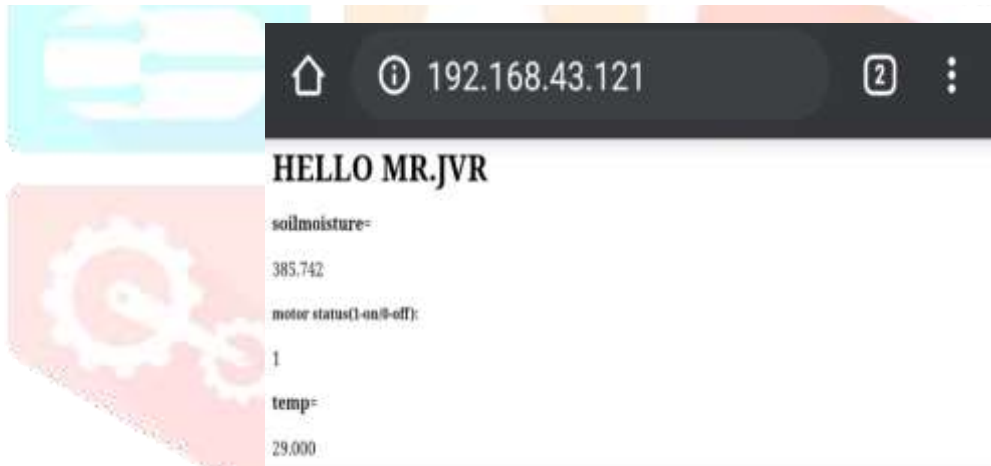 192.168.43.121
2
HELLO MR.JVR
soilmoisture=
385.742
motor status(1-on/0-off):
1
temp=
29.000